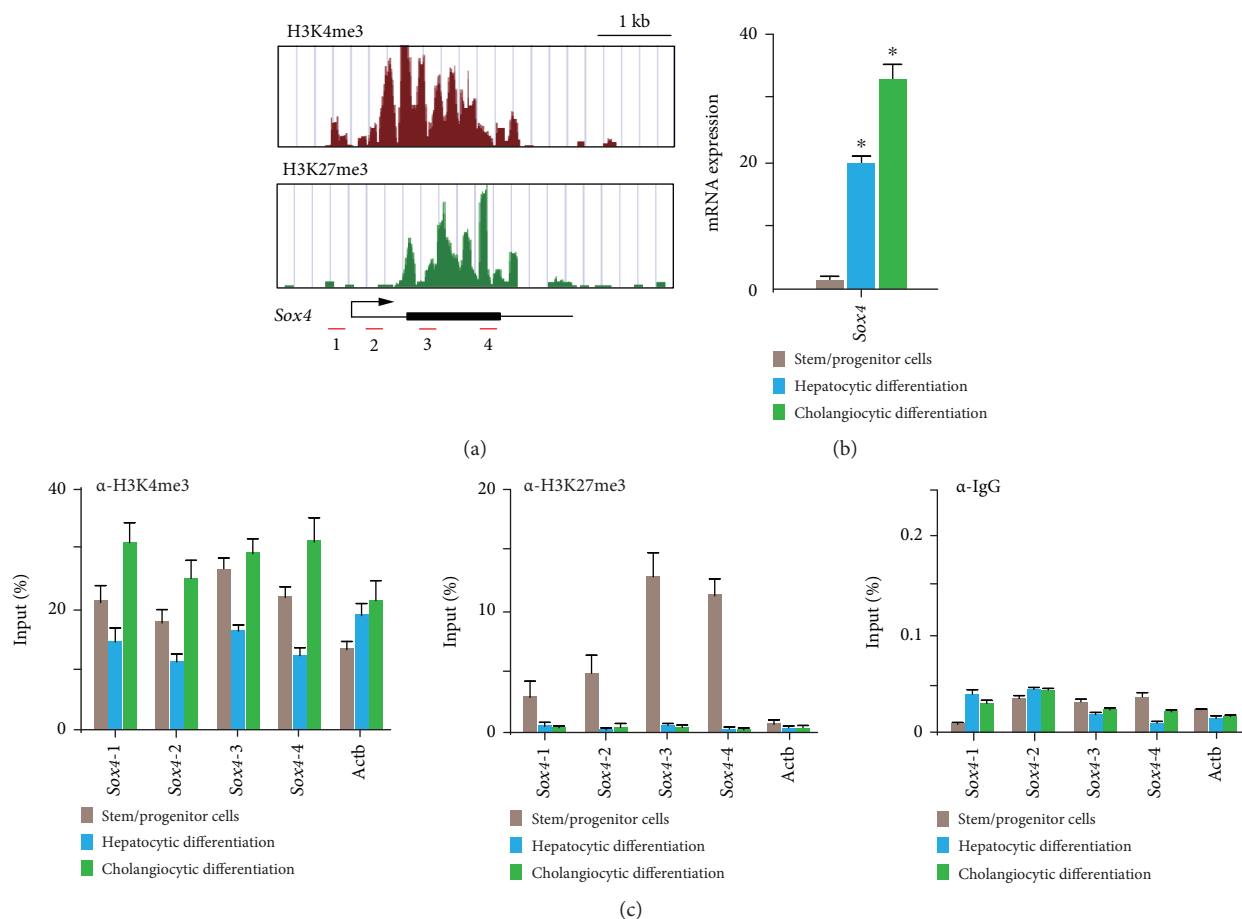 H3K4me3
1 kb
H3K27me3
Sox4
1 2 3 4
(a)
40
20
0
mRNA expression
*
*
Sox4
Stem/progenitor cells
Hepatocytic differentiation
Cholangiocytic differentiation
(b)
α-H3K4me3
40
20
0
Input (%)
Sox4-1
Sox4-2
Sox4-3
Sox4-4
Actb
Stem/progenitor cells
Hepatocytic differentiation
Cholangiocytic differentiation
α-H3K27me3
20
10
0
Input (%)
Sox4-1
Sox4-2
Sox4-3
Sox4-4
Actb
Stem/progenitor cells
Hepatocytic differentiation
Cholangiocytic differentiation
α-IgG
0.2
0.1
0
Input (%)
Sox4-1
Sox4-2
Sox4-3
Sox4-4
Actb
Stem/progenitor cells
Hepatocytic differentiation
Cholangiocytic differentiation
(c)